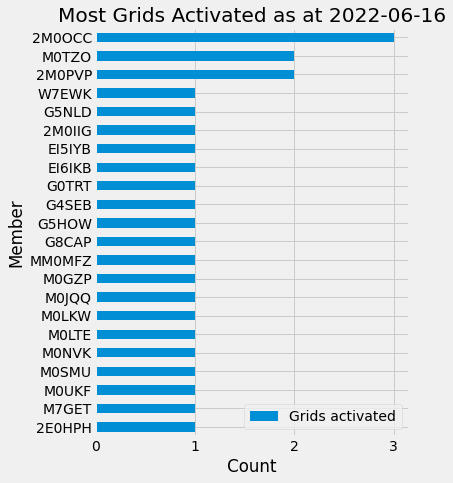 Most Grids Activated as at 2022-06-16
2M0OCC
M0TZO
2M0PVP
W7EWK
G5NLD
2M0IIG
EI5IYB
EI6IKB
G0TRT
G4SEB
G5HOW
G8CAP
MM0MFZ
M0GZP
M0JQQ
M0LKW
M0LTE
M0NVK
M0SMU
M0UKF
M7GET
2E0HPH
Member
Grids activated
0 1 2 3
Count